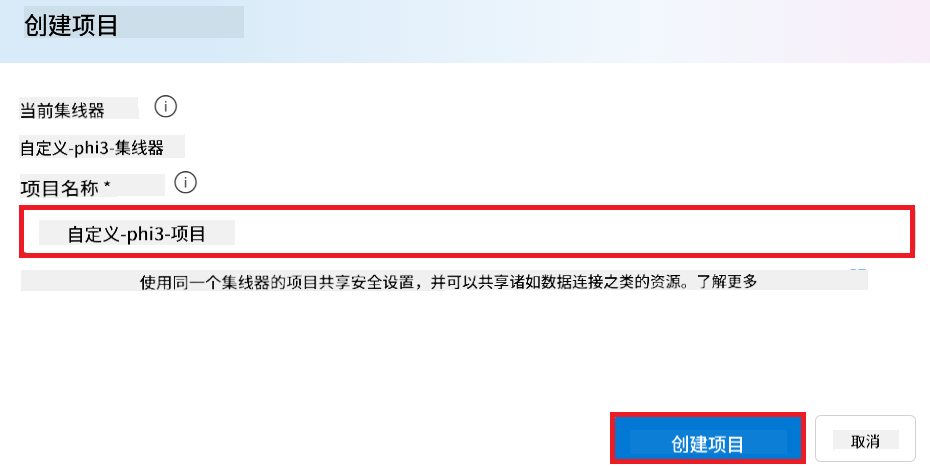 创建项目
当前集线器
自定义-phi3-集线器
项目名称 *
自定义-phi3-项目
使用同一个集线器的项目共享安全设置，并可以共享诸如数据连接之类的资源。了解更多
创建项目
取消